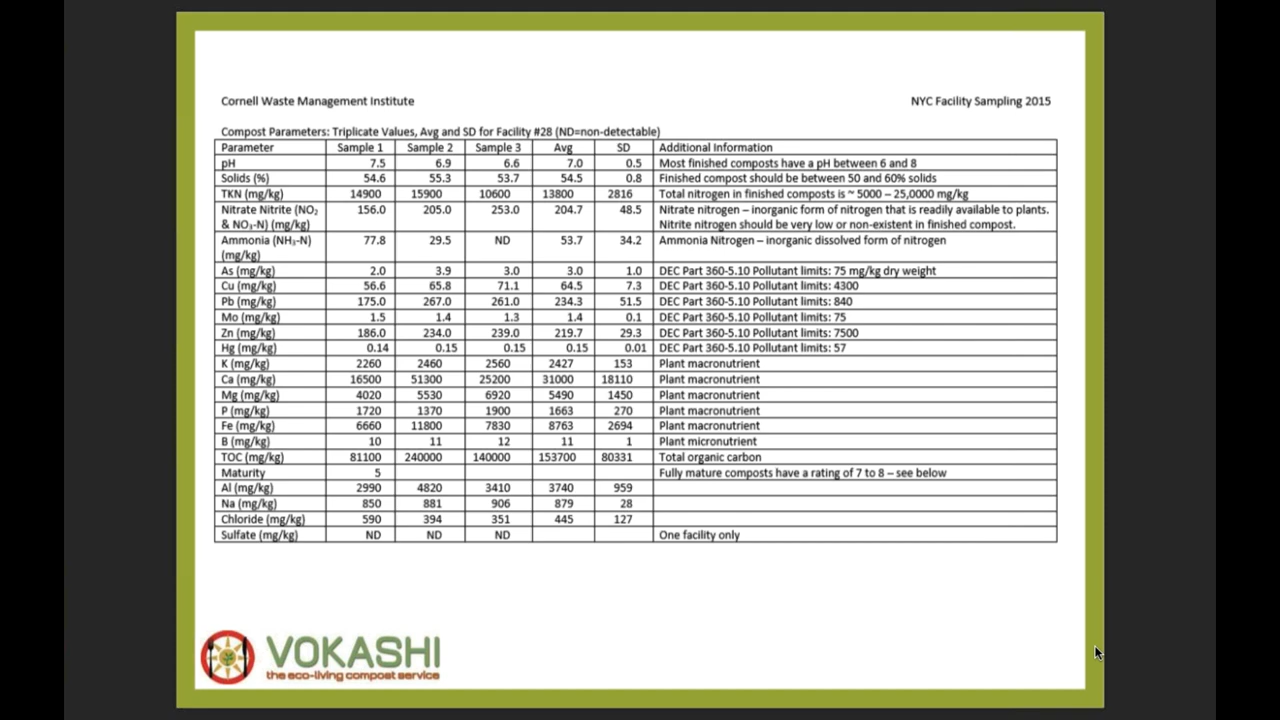 Cornell Waste Management Institute NYC Facility Sampling 2015
Compost Parameters: Triplicate Values, Avg and SD for Facility #28 (ND=non-detectable)
Parameter Sample 1 Sample 2 Sample 3 Avg SD Additional Information
pH 7.5 6.9 6.6 7.0 0.5 Most finished composts have a pH between 6 and 8
Solids (%) 54.6 55.3 53.7 54.5 0.8 Finished compost should be between 50 and 60% solids
TKN (mg/kg) 14900 15900 10600 13800 2816 Total nitrogen in finished composts is ~ 5000 – 25,0000 mg/kg
Nitrate Nitrite (NO₂ 156.0 205.0 253.0 204.7 48.5 Nitrate nitrogen – inorganic form of nitrogen that is readily available to plants.
& NO₃-N) (mg/kg) Nitrite nitrogen should be very low or non-existent in finished compost.
Ammonia (NH₃-N) 77.8 29.5 ND 53.7 34.2 Ammonia Nitrogen – inorganic dissolved form of nitrogen
(mg/kg)
As (mg/kg) 2.0 3.9 3.0 3.0 1.0 DEC Part 360-5.10 Pollutant limits: 75 mg/kg dry weight
Cu (mg/kg) 56.6 65.8 71.1 64.5 7.3 DEC Part 360-5.10 Pollutant limits: 4300
Pb (mg/kg) 175.0 267.0 261.0 234.3 51.5 DEC Part 360-5.10 Pollutant limits: 840
Mo (mg/kg) 1.5 1.4 1.3 1.4 0.1 DEC Part 360-5.10 Pollutant limits: 75
Zn (mg/kg) 186.0 234.0 239.0 219.7 29.3 DEC Part 360-5.10 Pollutant limits: 7500
Hg (mg/kg) 0.14 0.15 0.15 0.15 0.01 DEC Part 360-5.10 Pollutant limits: 57
K (mg/kg) 2260 2460 2560 2427 153 Plant macronutrient
Ca (mg/kg) 16500 51300 25200 31000 18110 Plant macronutrient
Mg (mg/kg) 4020 5530 6920 5490 1450 Plant macronutrient
P (mg/kg) 1720 1370 1900 1663 270 Plant macronutrient
Fe (mg/kg) 6660 11800 7830 8763 2694 Plant macronutrient
B (mg/kg) 10 11 12 11 1 Plant micronutrient
TOC (mg/kg) 81100 240000 140000 153700 80331 Total organic carbon
Maturity 5 Fully mature composts have a rating of 7 to 8 – see below
Al (mg/kg) 2990 4820 3410 3740 959
Na (mg/kg) 850 881 906 879 28
Chloride (mg/kg) 590 394 351 445 127
Sulfate (mg/kg) ND ND ND One facility only
VOKASHI
the eco-living compost service